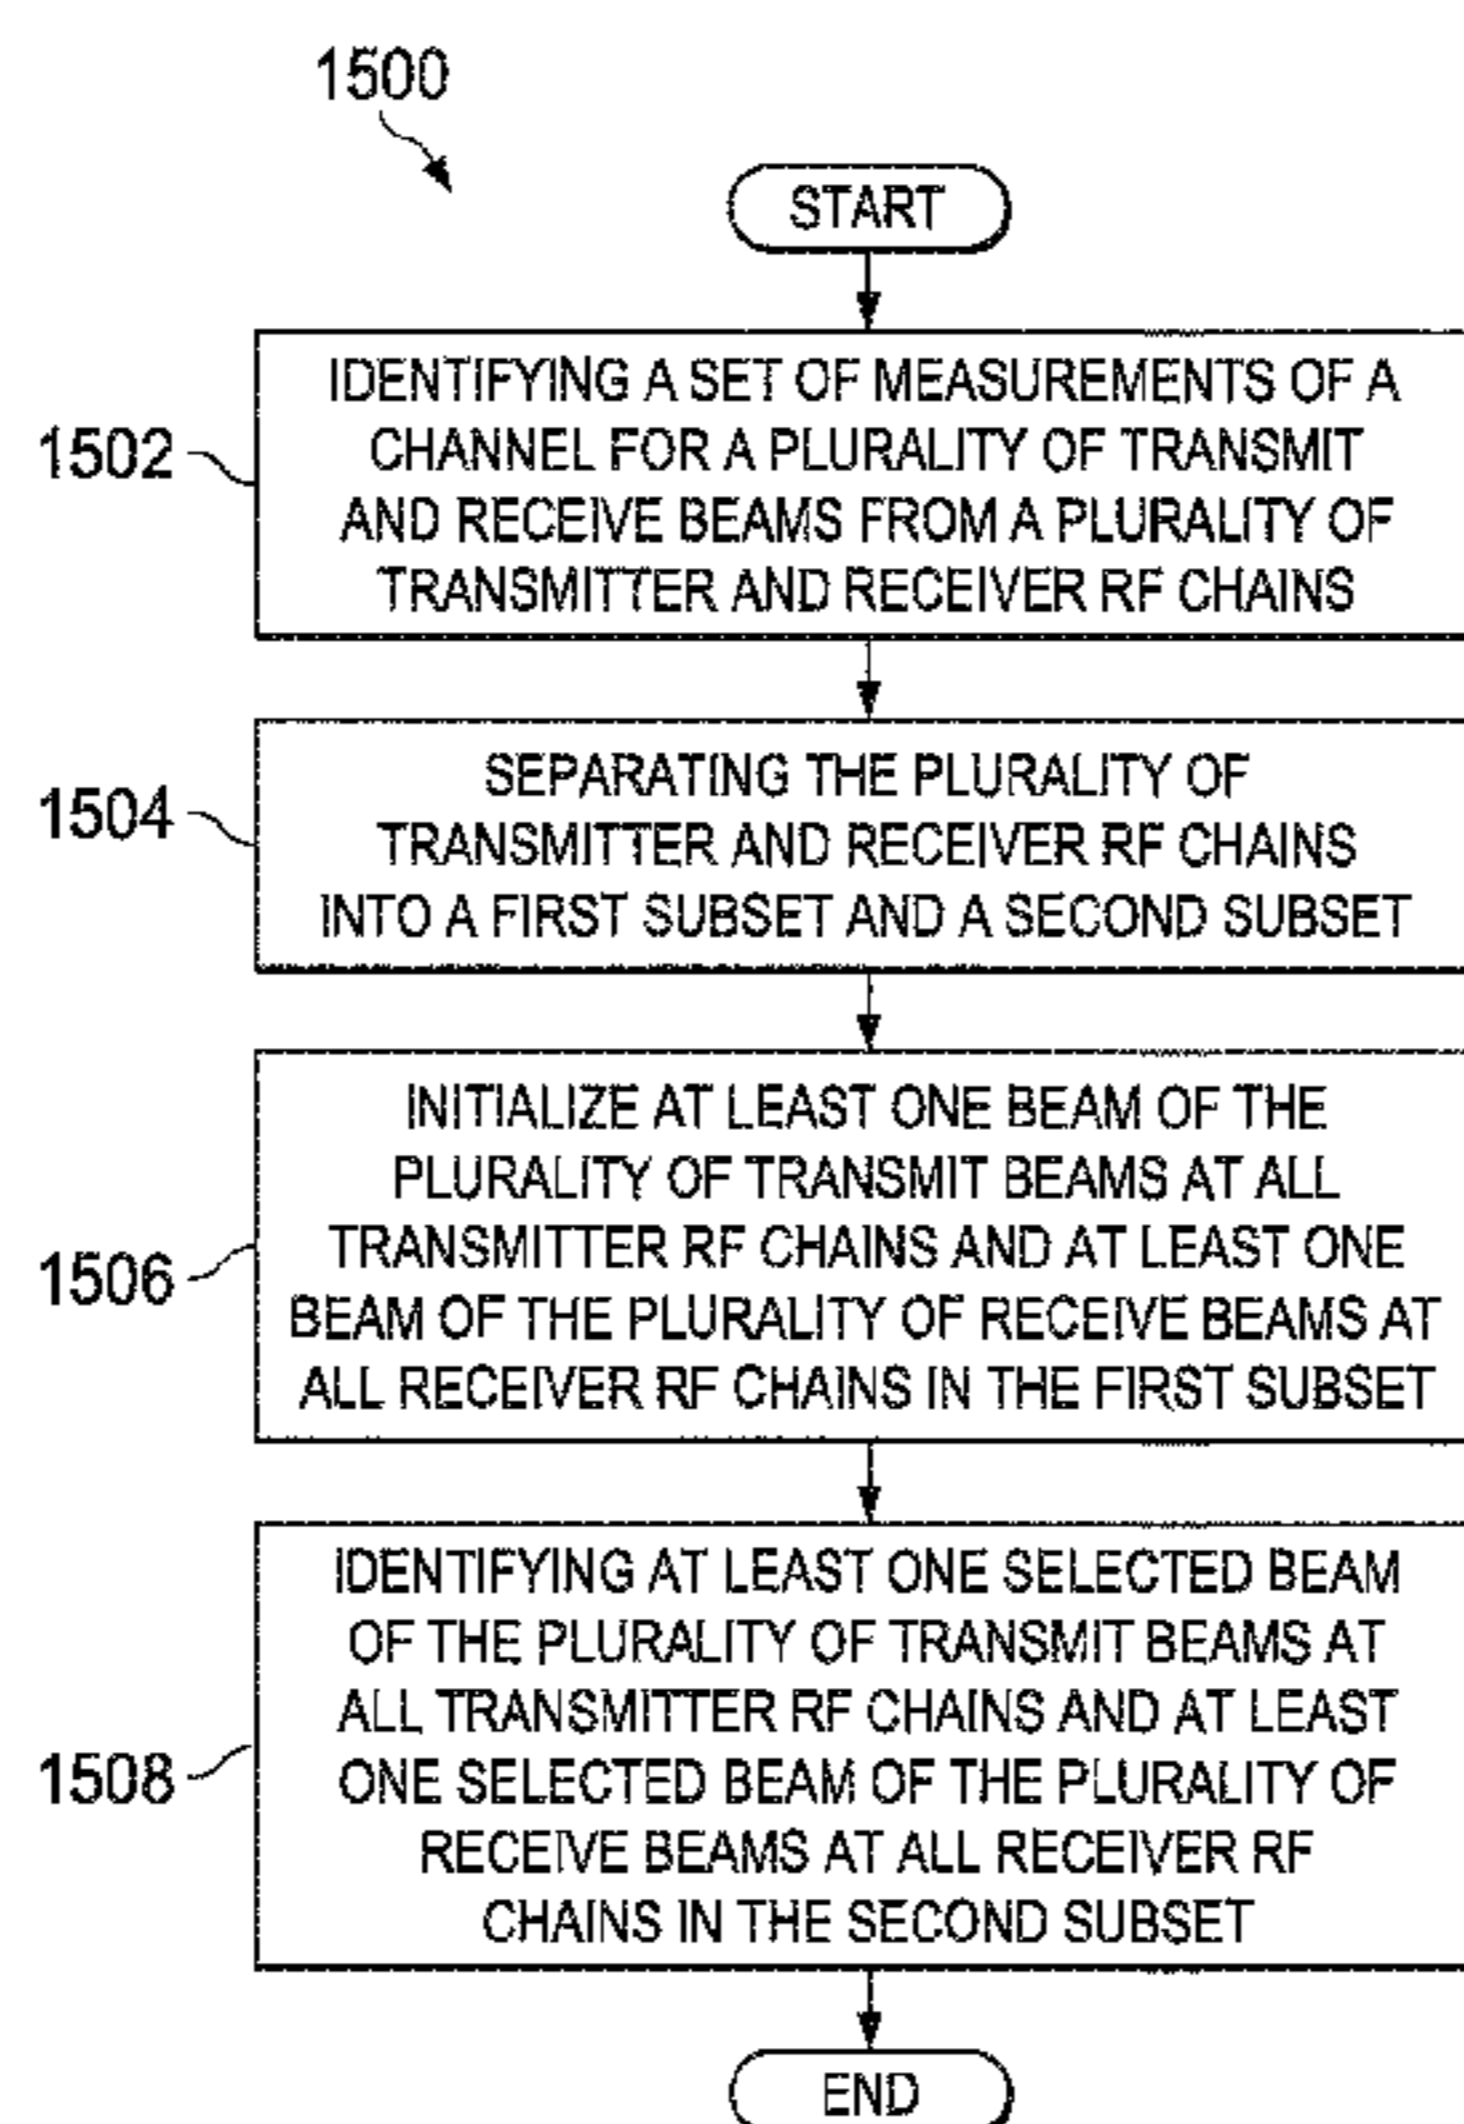 1500
START
1502
IDENTIFYING A SET OF MEASUREMENTS OF A
CHANNEL FOR A PLURALITY OF TRANSMIT
AND RECEIVE BEAMS FROM A PLURALITY OF
TRANSMITTER AND RECEIVER RF CHAINS
1504
SEPARATING THE PLURALITY OF
TRANSMITTER AND RECEIVER RF CHAINS
INTO A FIRST SUBSET AND A SECOND SUBSET
1506
INITIALIZE AT LEAST ONE BEAM OF THE
PLURALITY OF TRANSMIT BEAMS AT ALL
TRANSMITTER RF CHAINS AND AT LEAST ONE
BEAM OF THE PLURALITY OF RECEIVE BEAMS AT
ALL RECEIVER RF CHAINS IN THE FIRST SUBSET
1508
IDENTIFYING AT LEAST ONE SELECTED BEAM
OF THE PLURALITY OF TRANSMIT BEAMS AT
ALL TRANSMITTER RF CHAINS AND AT LEAST
ONE SELECTED BEAM OF THE PLURALITY OF
RECEIVE BEAMS AT ALL RECEIVER RF
CHAINS IN THE SECOND SUBSET
END